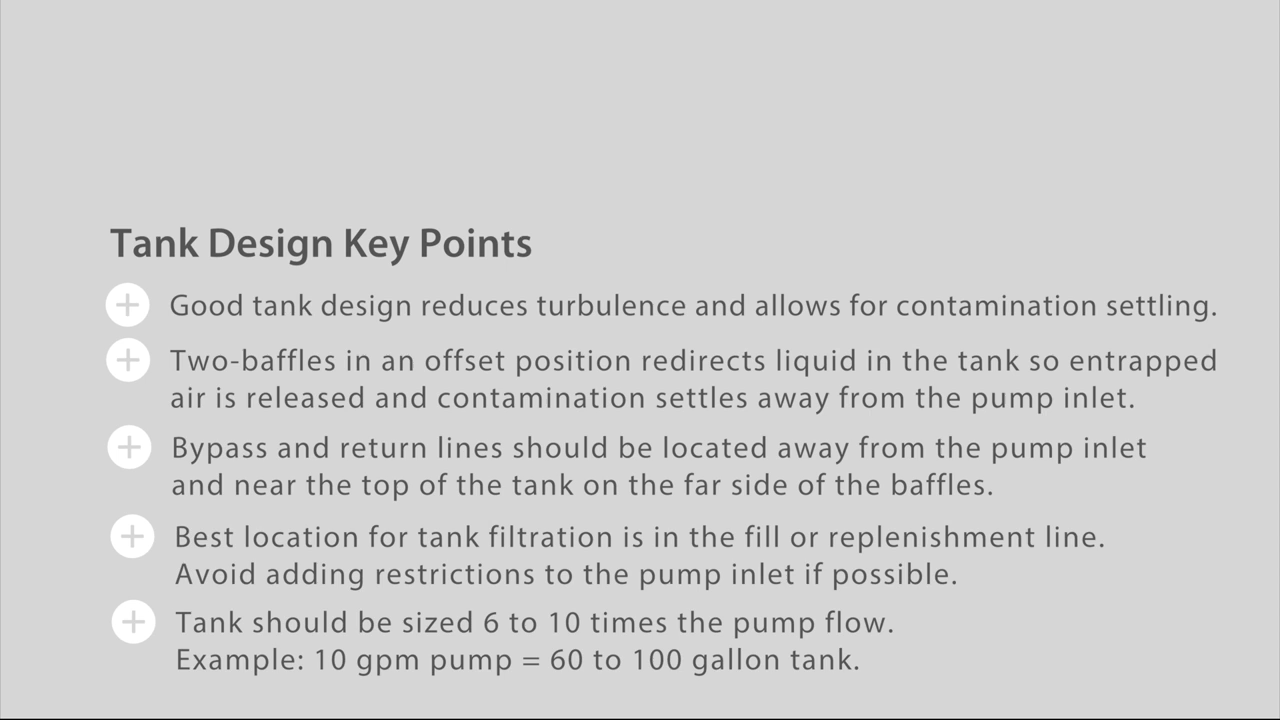 Tank Design Key Points
Good tank design reduces turbulence and allows for contamination settling.
Two-baffles in an offset position redirects liquid in the tank so entrapped
air is released and contamination settles away from the pump inlet.
Bypass and return lines should be located away from the pump inlet
and near the top of the tank on the far side of the baffles.
Best location for tank filtration is in the fill or replenishment line.
Avoid adding restrictions to the pump inlet if possible.
Tank should be sized 6 to 10 times the pump flow.
Example: 10 gpm pump = 60 to 100 gallon tank.